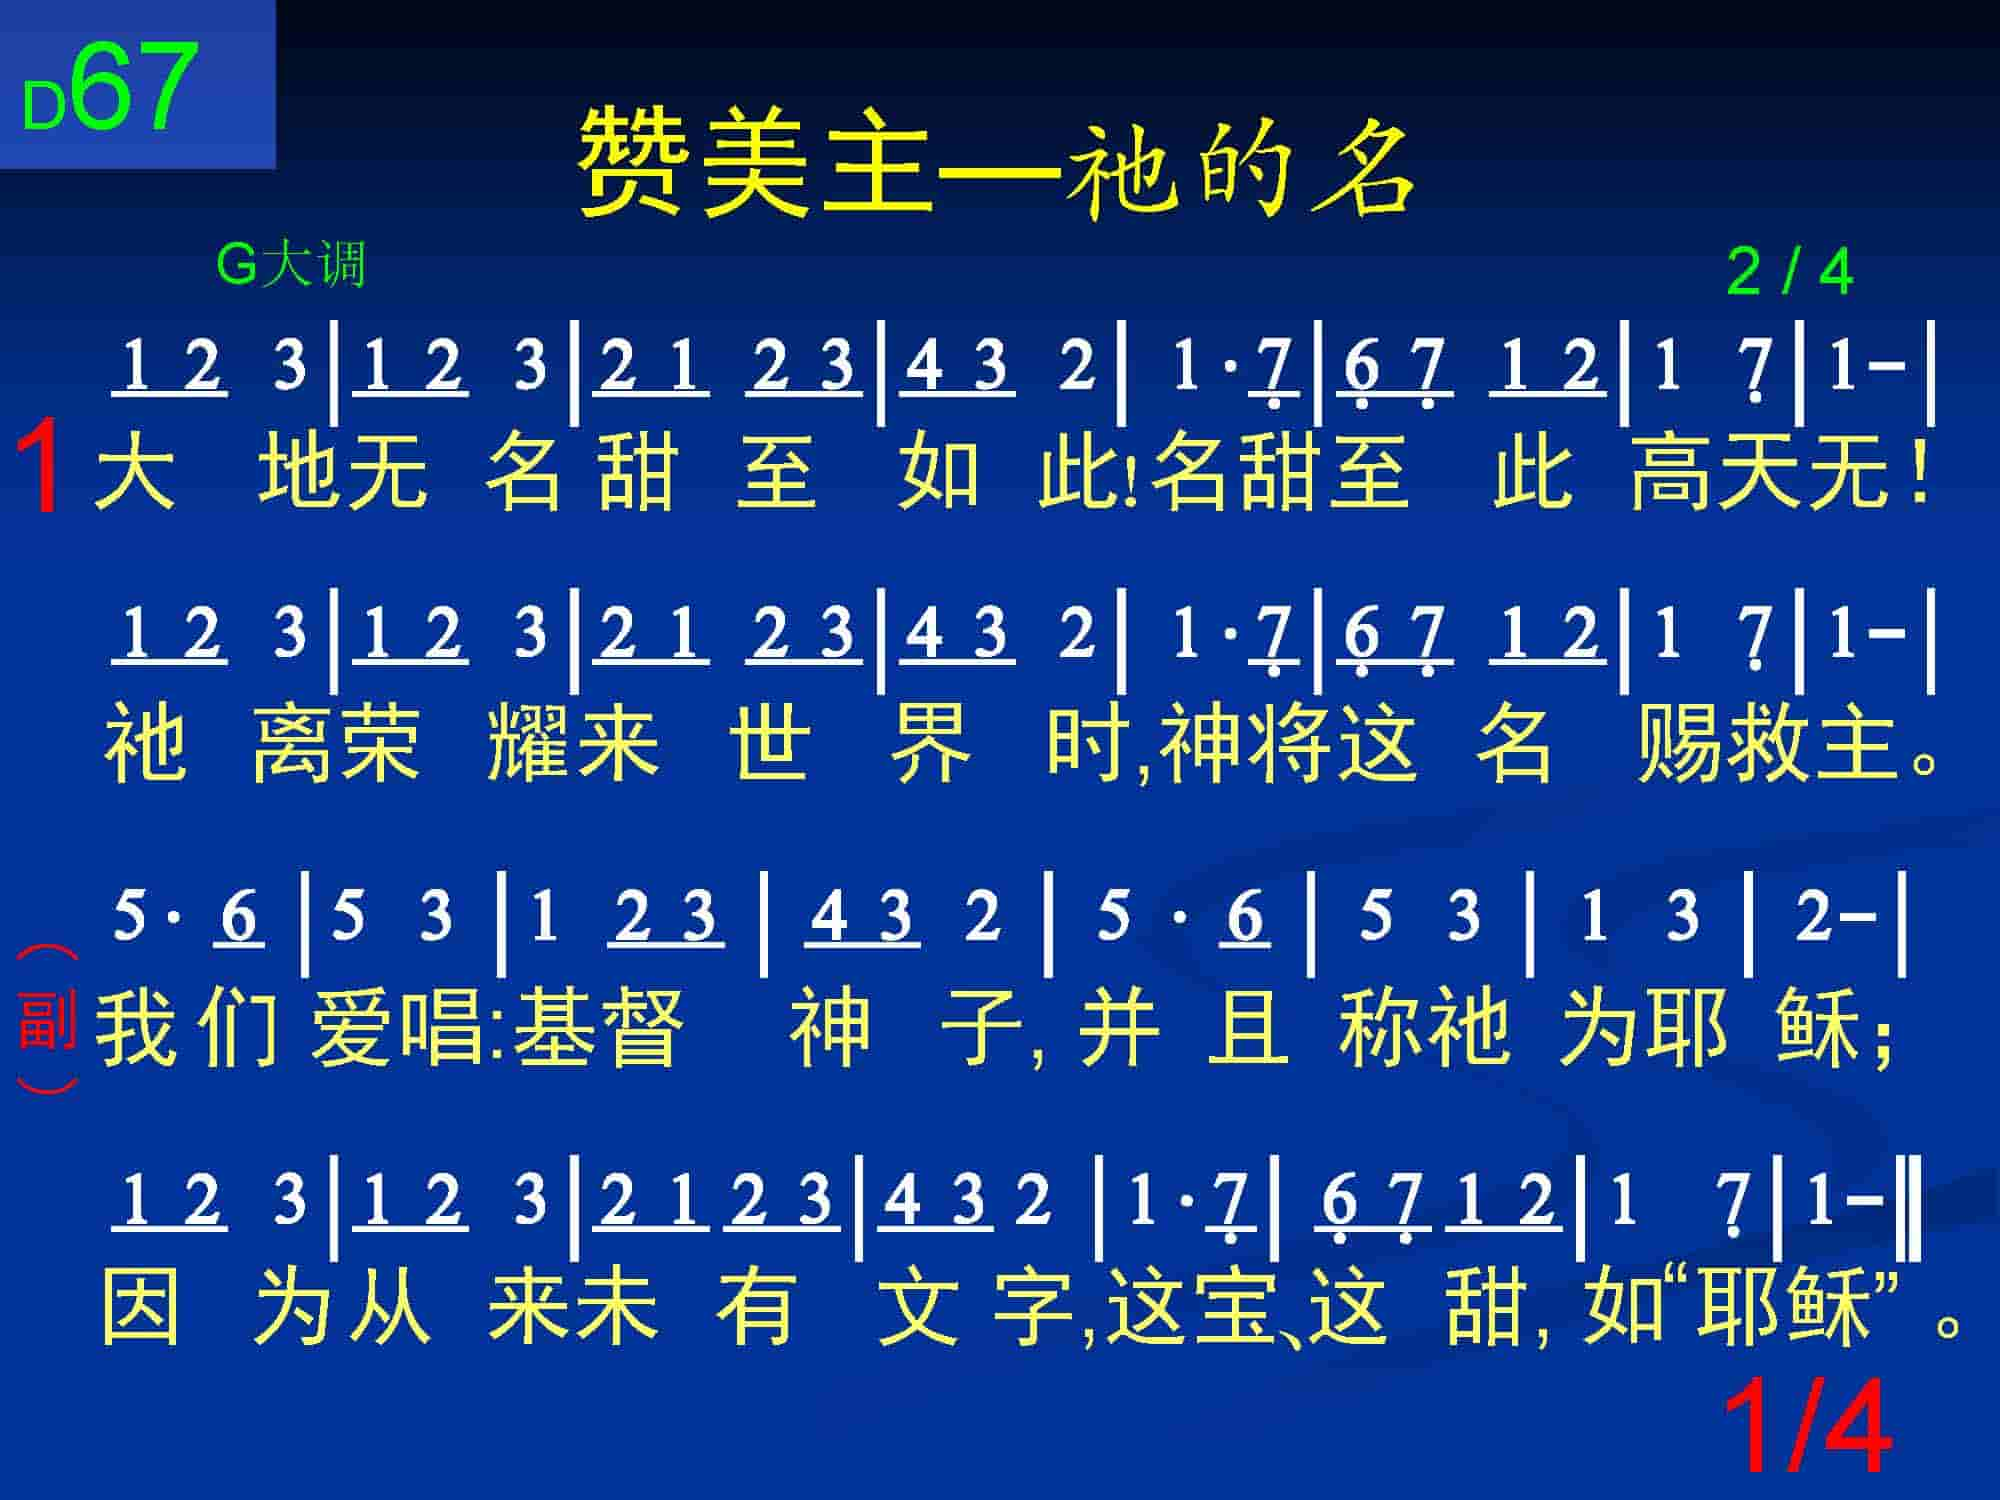 D67
赞美主—祂的名
G大调 2 / 4
1 2 3 | 1 2 3 | 2 1 2 3 | 4 3 2 | 1 · 7̣ | 6̣ 7̣ 1 2 | 1 7̣ | 1 – |
1 大 地无 名 甜 至 如 此!名甜至 此 高天无!
1 2 3 | 1 2 3 | 2 1 2 3 | 4 3 2 | 1 · 7̣ | 6̣ 7̣ 1 2 | 1 7̣ | 1 – |
祂 离荣 耀来 世 界 时,神将这 名 赐救主。
5 · 6 | 5 3 | 1 2 3 | 4 3 2 | 5 · 6 | 5 3 | 1 3 | 2 – |
(副) 我 们 爱唱:基督 神 子, 并 且 称祂 为耶 稣;
1 2 3 | 1 2 3 | 2 1 2 3 | 4 3 2 | 1 · 7̣ | 6̣ 7̣ 1 2 | 1 7̣ | 1 – ‖
因 为从 来未 有 文 字,这宝、这 甜, 如“耶稣” 。
1/4